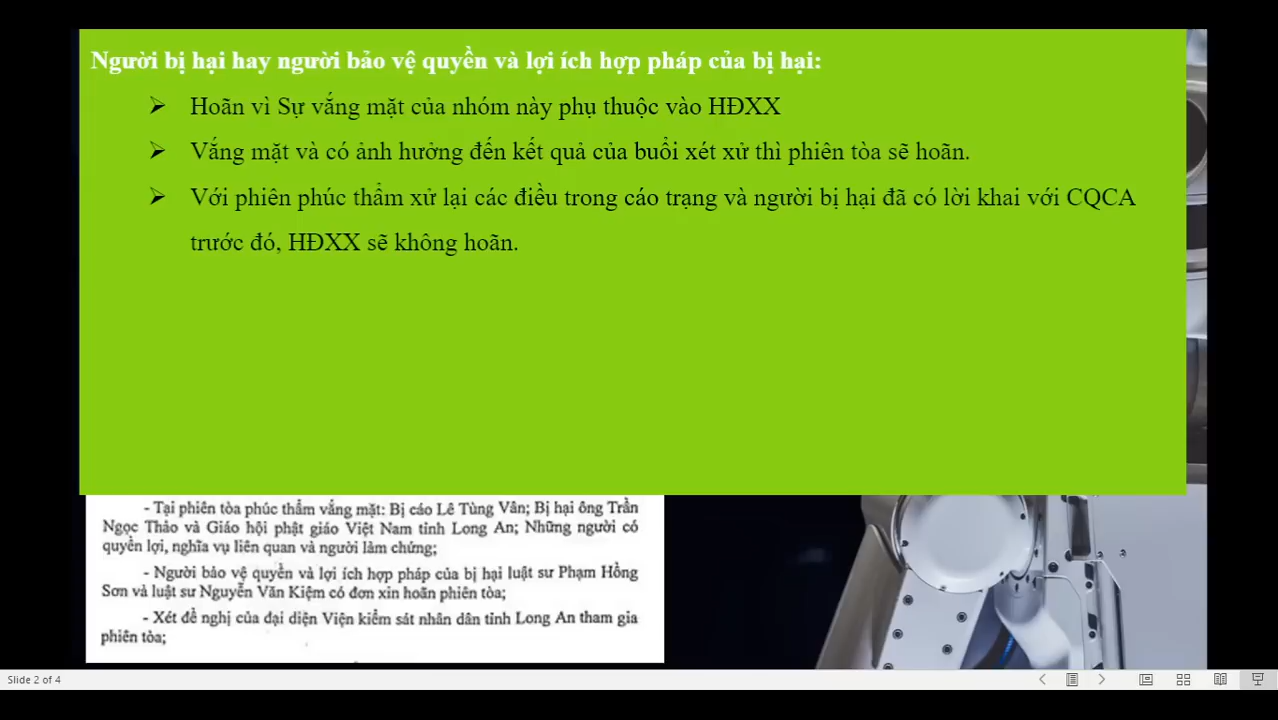 Người bị hại hay người bảo vệ quyền và lợi ích hợp pháp của bị hại:
Hoãn vì Sự vắng mặt của nhóm này phụ thuộc vào HĐXX
Vắng mặt và có ảnh hưởng đến kết quả của buổi xét xử thì phiên tòa sẽ hoãn.
Với phiên phúc thẩm xử lại các điều trong cáo trạng và người bị hại đã có lời khai với CQCA
trước đó, HĐXX sẽ không hoãn.
- Tại phiên tòa phúc thẩm vắng mặt: Bị cáo Lê Tùng Vân; Bị hại ông Trần
Ngọc Thảo và Giáo hội phật giáo Việt Nam tỉnh Long An; Những người có
quyền lợi, nghĩa vụ liên quan và người làm chứng;
- Người bảo vệ quyền và lợi ích hợp pháp của bị hại luật sư Phạm Hồng
Sơn và luật sư Nguyễn Văn Kiệm có đơn xin hoãn phiên tòa;
- Xét đề nghị của đại diện Viện kiểm sát nhân dân tỉnh Long An tham gia
phiên tòa;
Slide 2 of 4